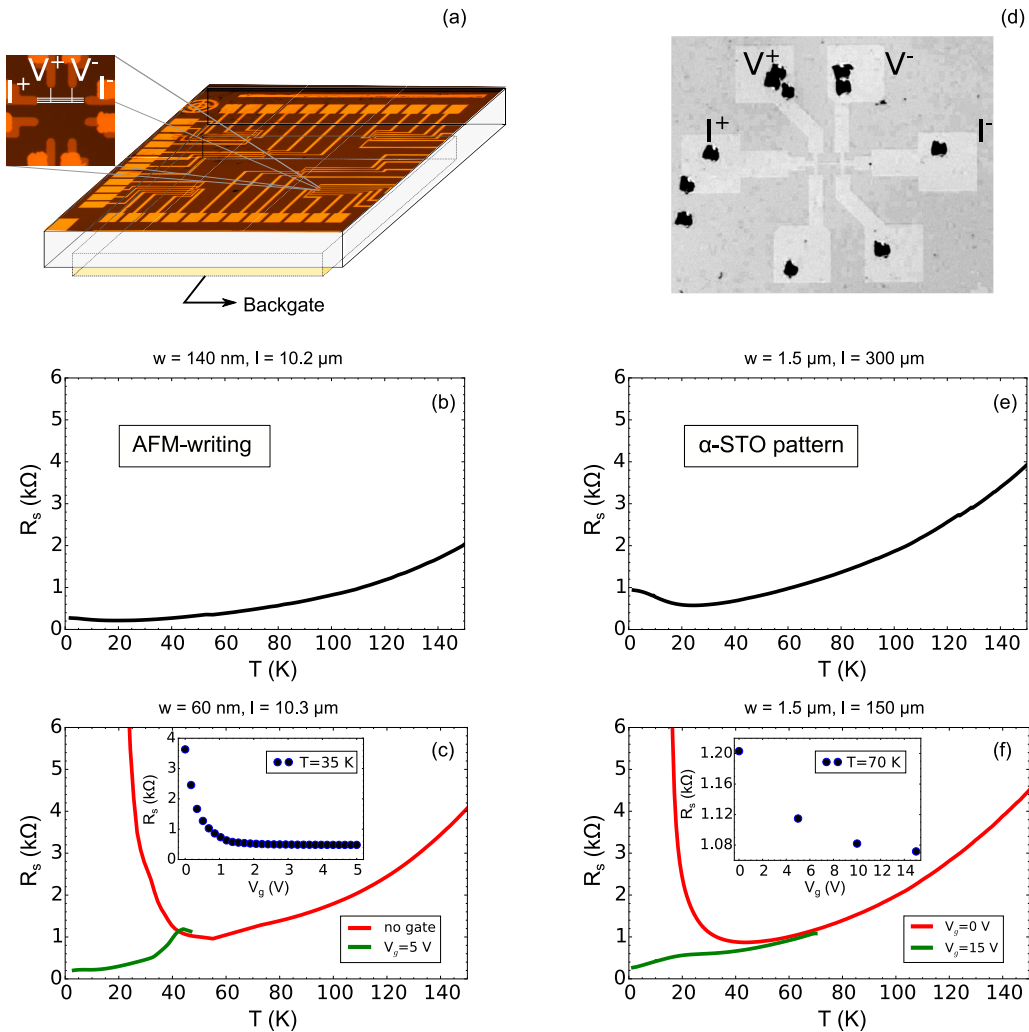 (a)
I⁺ V⁺ V⁻ I⁻
Backgate
(d)
V⁺ V⁻
I⁺ I⁻
w = 140 nm, l = 10.2 µm
(b)
AFM-writing
Rₛ (kΩ)
6
5
4
3
2
1
0
0 20 40 60 80 100 120 140
T (K)
w = 1.5 µm, l = 300 µm
(e)
α-STO pattern
Rₛ (kΩ)
6
5
4
3
2
1
0
0 20 40 60 80 100 120 140
T (K)
w = 60 nm, l = 10.3 µm
(c)
Rₛ (kΩ)
6
5
4
3
2
1
0
0 20 40 60 80 100 120 140
T (K)
T=35 K
Rₛ (kΩ)
4
3
2
1
0
0 1 2 3 4 5
V_g (V)
no gate
V_g=5 V
w = 1.5 µm, l = 150 µm
(f)
Rₛ (kΩ)
6
5
4
3
2
1
0
0 20 40 60 80 100 120 140
T (K)
T=70 K
Rₛ (kΩ)
1.20
1.16
1.12
1.08
0 2 4 6 8 10 12 14
V_g (V)
V_g=0 V
V_g=15 V